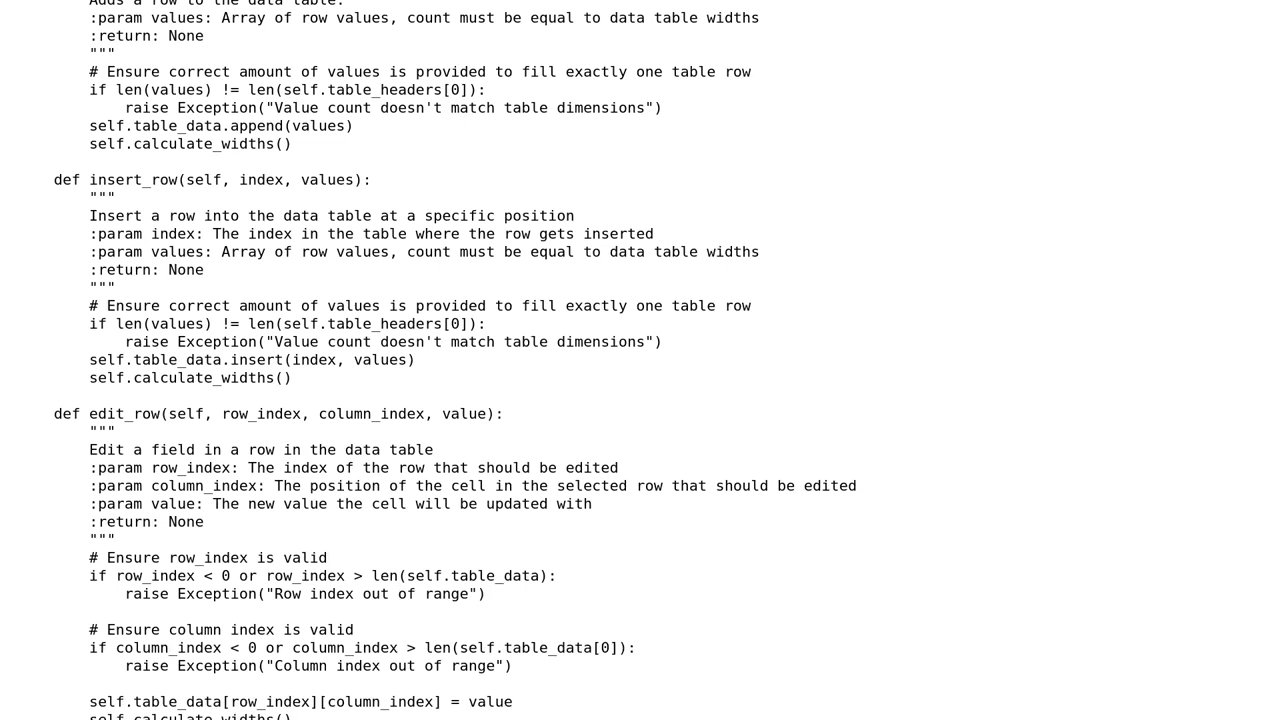 Adds a row to the data table.
        :param values: Array of row values, count must be equal to data table widths
        :return: None
        """
        # Ensure correct amount of values is provided to fill exactly one table row
        if len(values) != len(self.table_headers[0]):
            raise Exception("Value count doesn't match table dimensions")
        self.table_data.append(values)
        self.calculate_widths()

    def insert_row(self, index, values):
        """
        Insert a row into the data table at a specific position
        :param index: The index in the table where the row gets inserted
        :param values: Array of row values, count must be equal to data table widths
        :return: None
        """
        # Ensure correct amount of values is provided to fill exactly one table row
        if len(values) != len(self.table_headers[0]):
            raise Exception("Value count doesn't match table dimensions")
        self.table_data.insert(index, values)
        self.calculate_widths()

    def edit_row(self, row_index, column_index, value):
        """
        Edit a field in a row in the data table
        :param row_index: The index of the row that should be edited
        :param column_index: The position of the cell in the selected row that should be edited
        :param value: The new value the cell will be updated with
        :return: None
        """
        # Ensure row_index is valid
        if row_index < 0 or row_index > len(self.table_data):
            raise Exception("Row index out of range")

        # Ensure column index is valid
        if column_index < 0 or column_index > len(self.table_data[0]):
            raise Exception("Column index out of range")

        self.table_data[row_index][column_index] = value
        self.calculate_widths()